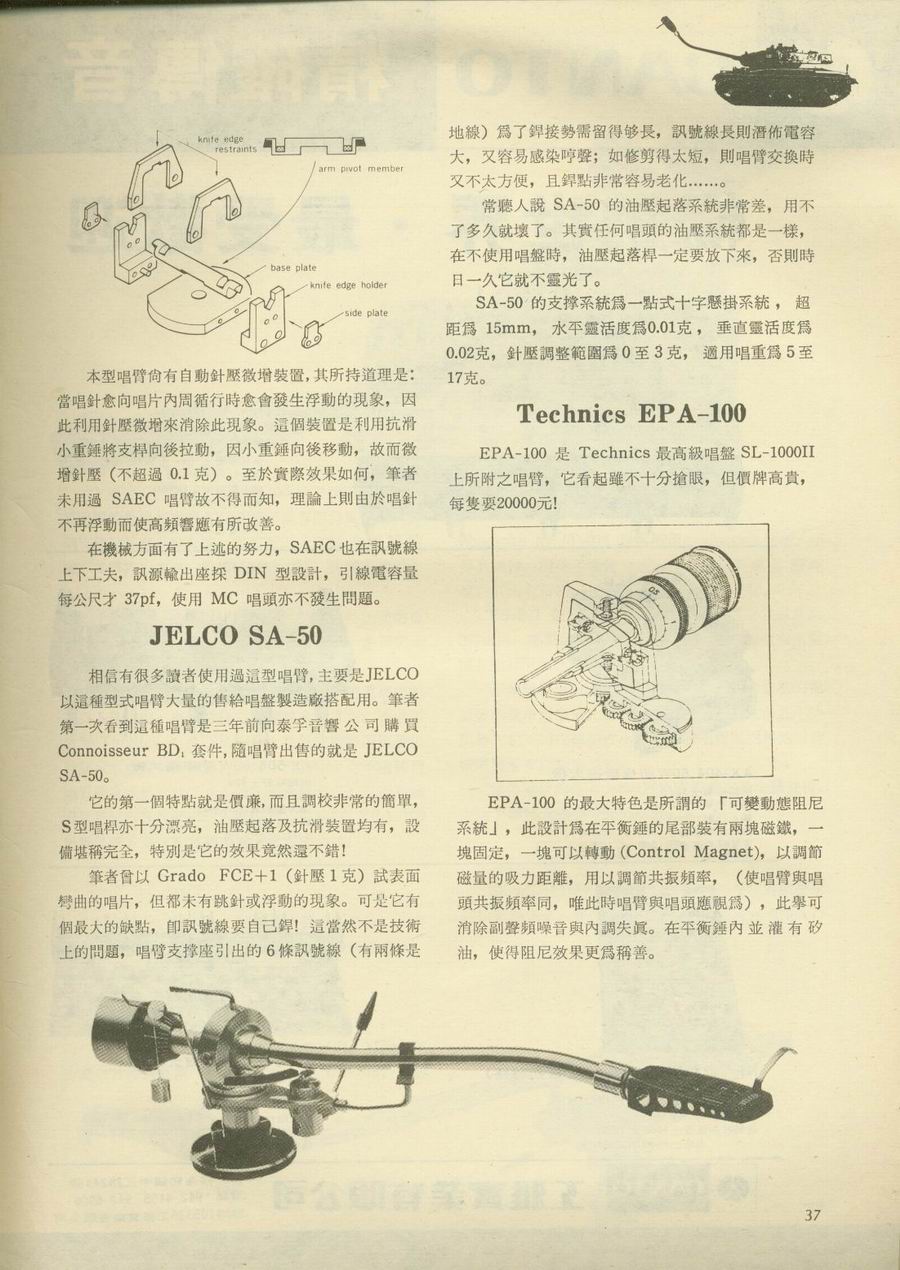 knife edge
restraints
arm pivot member
base plate
knife edge holder
side plate
本型唱臂尙有自動針壓微增裝置,其所持道理是:
當唱針愈向唱片內周循行時愈會發生浮動的現象，因
此利用針壓微增來消除此現象。這個裝置是利用抗滑
小重錘將支桿向後拉動，因小重錘向後移動，故而微
增針壓（不超過 0.1 克）。至於實際效果如何，筆者
未用過 SAEC 唱臂故不得而知，理論上則由於唱針
不再浮動而使高頻響應有所改善。
在機械方面有了上述的努力，SAEC也在訊號線
上下工夫，訊源輸出座採 DIN 型設計，引線電容量
每公尺才 37pf，使用 MC 唱頭亦不發生問題。
JELCO SA-50
相信有很多讀者使用過這型唱臂,主要是JELCO
以這種型式唱臂大量的售給唱盤製造廠搭配用。筆者
第一次看到這種唱臂是三年前向泰孚音響公司購買
Connoisseur BD₁ 套件,隨唱臂出售的就是 JELCO
SA-50。
它的第一個特點就是價廉,而且調校非常的簡單，
S型唱桿亦十分漂亮，油壓起落及抗滑裝置均有，設
備堪稱完全，特別是它的效果竟然還不錯！
筆者曾以 Grado FCE+1（針壓1克）試表面
彎曲的唱片，但都未有跳針或浮動的現象。可是它有
個最大的缺點，卽訊號線要自己銲！這當然不是技術
上的問題，唱臂支撑座引出的6條訊號線（有兩條是
地線）爲了銲接勢需留得够長，訊號線長則潛佈電容
大，又容易感染哼聲；如修剪得太短，則唱臂交換時
又不太方便，且銲點非常容易老化……。
常聽人說 SA-50 的油壓起落系統非常差，用不
了多久就壞了。其實任何唱頭的油壓系統都是一樣，
在不使用唱盤時，油壓起落桿一定要放下來，否則時
日一久它就不靈光了。
SA-50 的支撑系統爲一點式十字懸掛系統，超
距爲 15mm，水平靈活度爲0.01克，垂直靈活度爲
0.02克，針壓調整範圍爲0至3克，適用唱重爲5至
17克。
Technics EPA-100
EPA-100 是 Technics 最高級唱盤 SL-1000II
上所附之唱臂，它看起雖不十分搶眼，但價牌高貴，
每隻要20000元!
EPA-100 的最大特色是所謂的「可變動態阻尼
系統」，此設計爲在平衡錘的尾部裝有兩塊磁鐵，一
塊固定，一塊可以轉動(Control Magnet)，以調節
磁量的吸力距離，用以調節共振頻率，（使唱臂與唱
頭共振頻率同，唯此時唱臂與唱頭應視爲），此舉可
消除副聲頻噪音與內調失眞。在平衡錘內並灌有矽
油，使得阻尼效果更爲稱善。
37